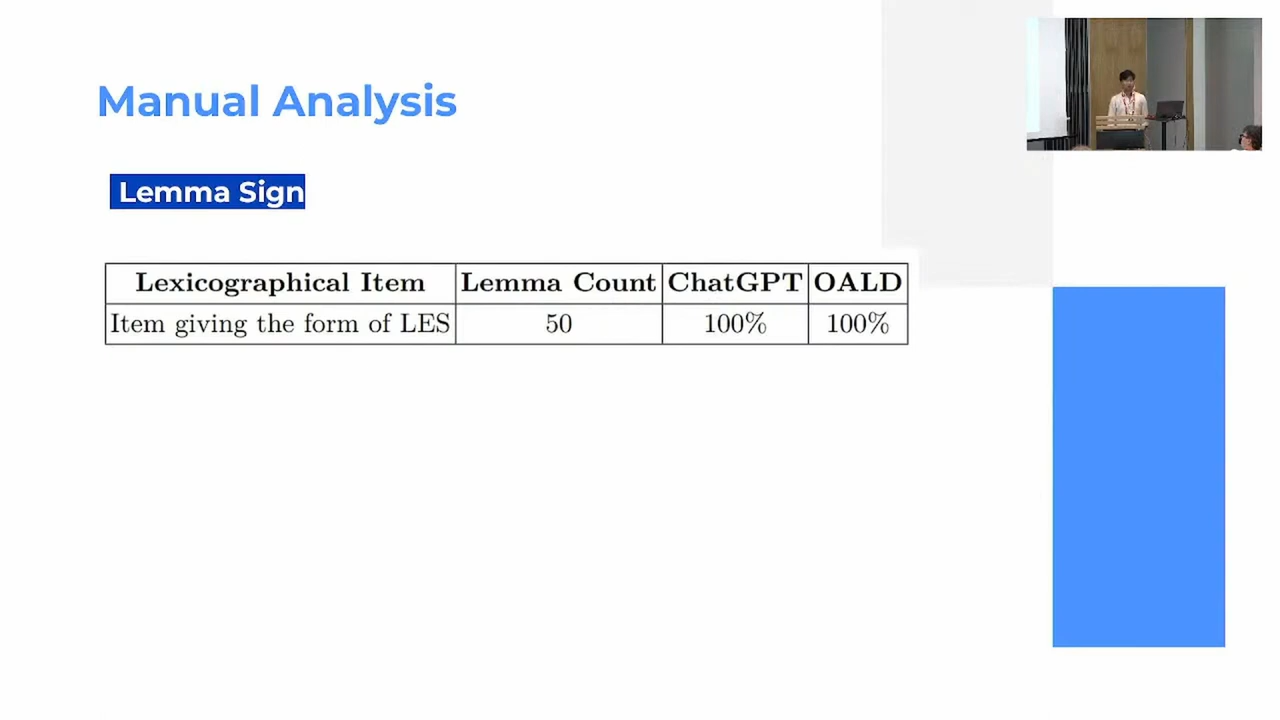 Manual Analysis
Lemma Sign
Lexicographical Item Lemma Count ChatGPT OALD
Item giving the form of LES 50 100% 100%